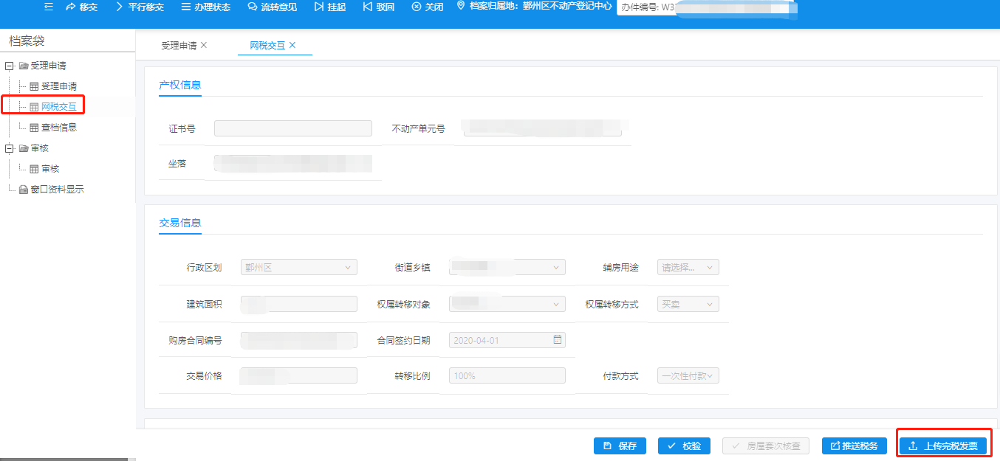 移交 平行移交 办理状态 流转意见 挂起 驳回 关闭 档案归属地：鄞州区不动产登记中心 办件编号: W3
档案袋
受理申请
受理申请
网税交互
查档信息
审核
审核
窗口资料显示
受理申请 网税交互
产权信息
证书号 不动产单元号
坐落
交易信息
行政区划 鄞州区 街道乡镇 辅房用途 请选择...
建筑面积 权属转移对象 权属转移方式 买卖
购房合同编号 合同签约日期 2020-04-01
交易价格 转移比例 100% 付款方式 一次性付款
保存 校验 房屋套次核查 推送税务 上传完税发票